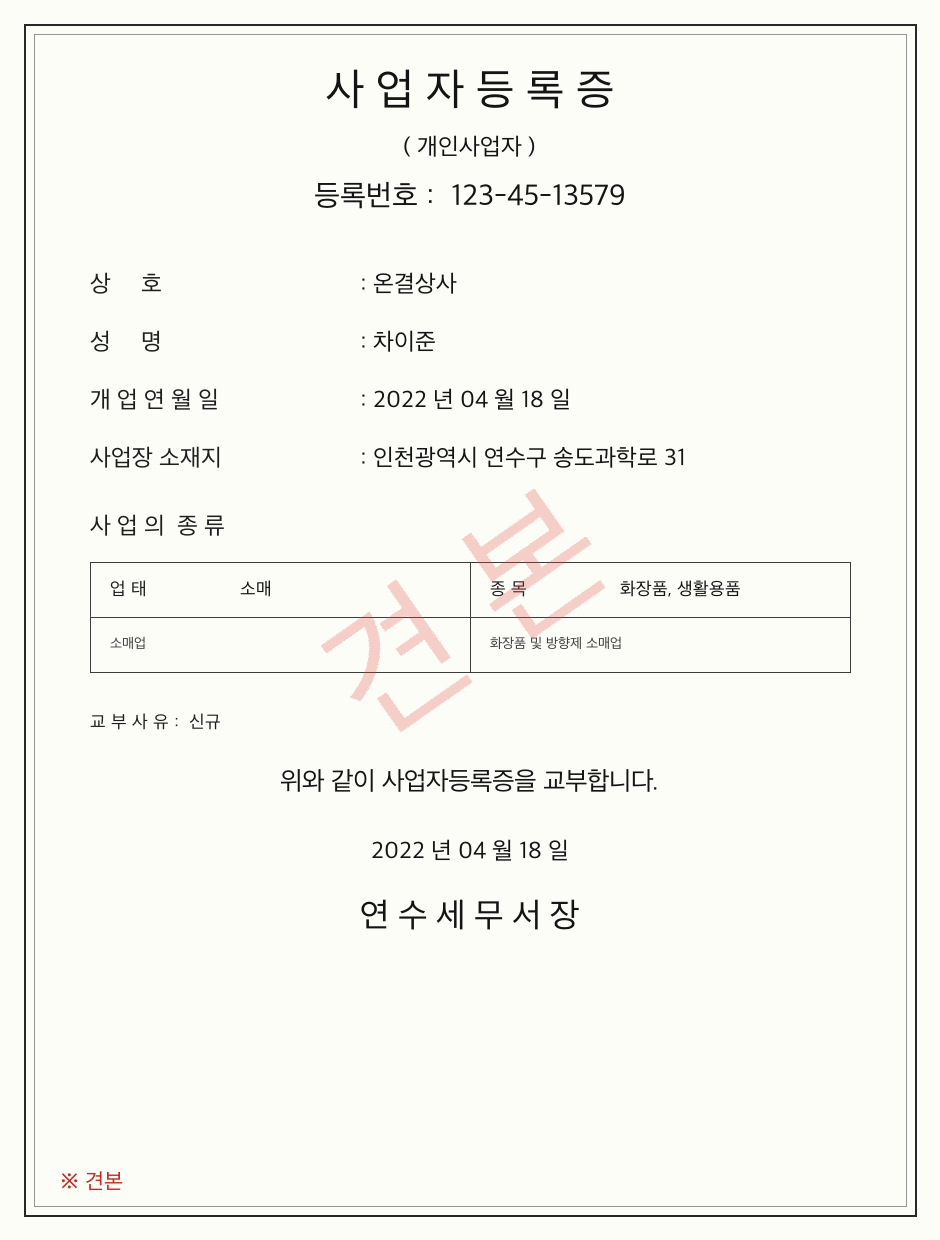 사업자등록증
( 개인사업자 )
등록번호 : 123-45-13579
상 호 : 온결상사
성 명 : 차이준
개 업 연 월 일 : 2022 년 04 월 18 일
사업장 소재지 : 인천광역시 연수구 송도과학로 31
사 업 의 종 류
업 태 소매 종 목 화장품, 생활용품
소매업 화장품 및 방향제 소매업
견본
교 부 사 유 : 신규
위와 같이 사업자등록증을 교부합니다.
2022 년 04 월 18 일
연 수 세 무 서 장
※ 견본